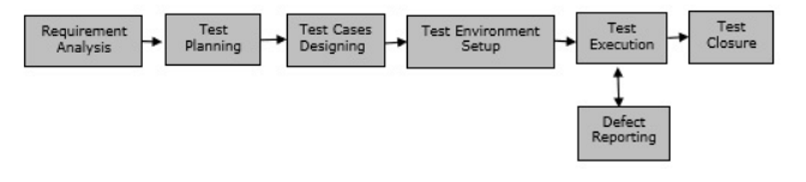 Requirement
Analysis
Test
Planning
Test Cases
Designing
Test Environment
Setup
Test
Execution
Test
Closure
Defect
Reporting